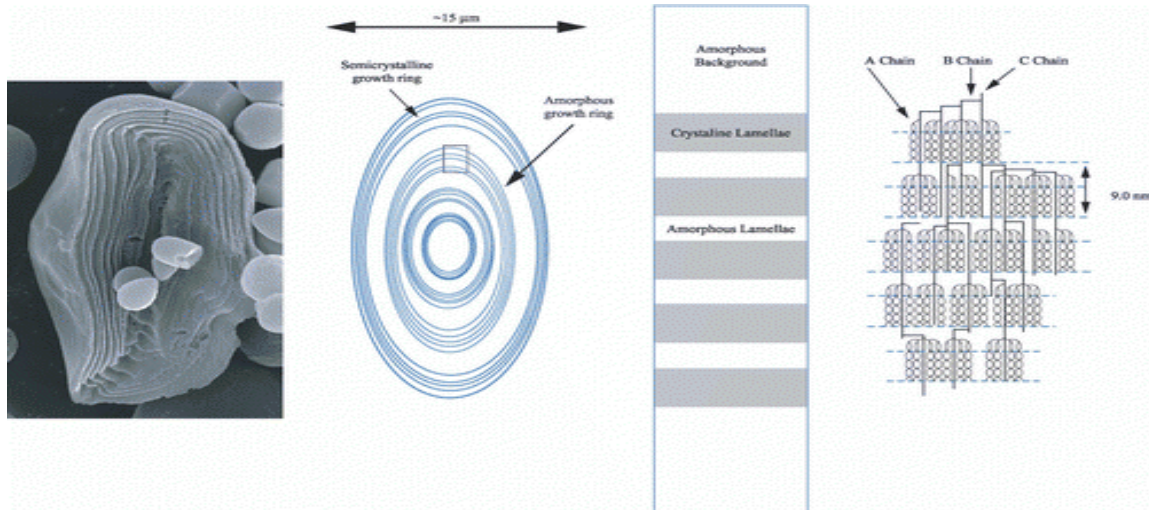 ~15 µm
Semicrystalline
growth ring
Amorphous
growth ring
Amorphous
Background
Crystaline Lamellae
Amorphous Lamellae
A Chain
B Chain
C Chain
9.0 nm